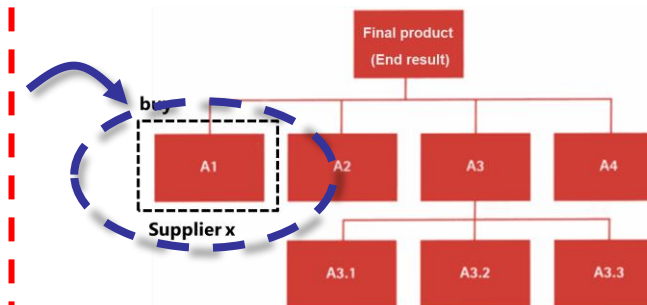 Final product
(End result)
buy
A1
A2
A3
A4
Supplier x
A3.1
A3.2
A3.3